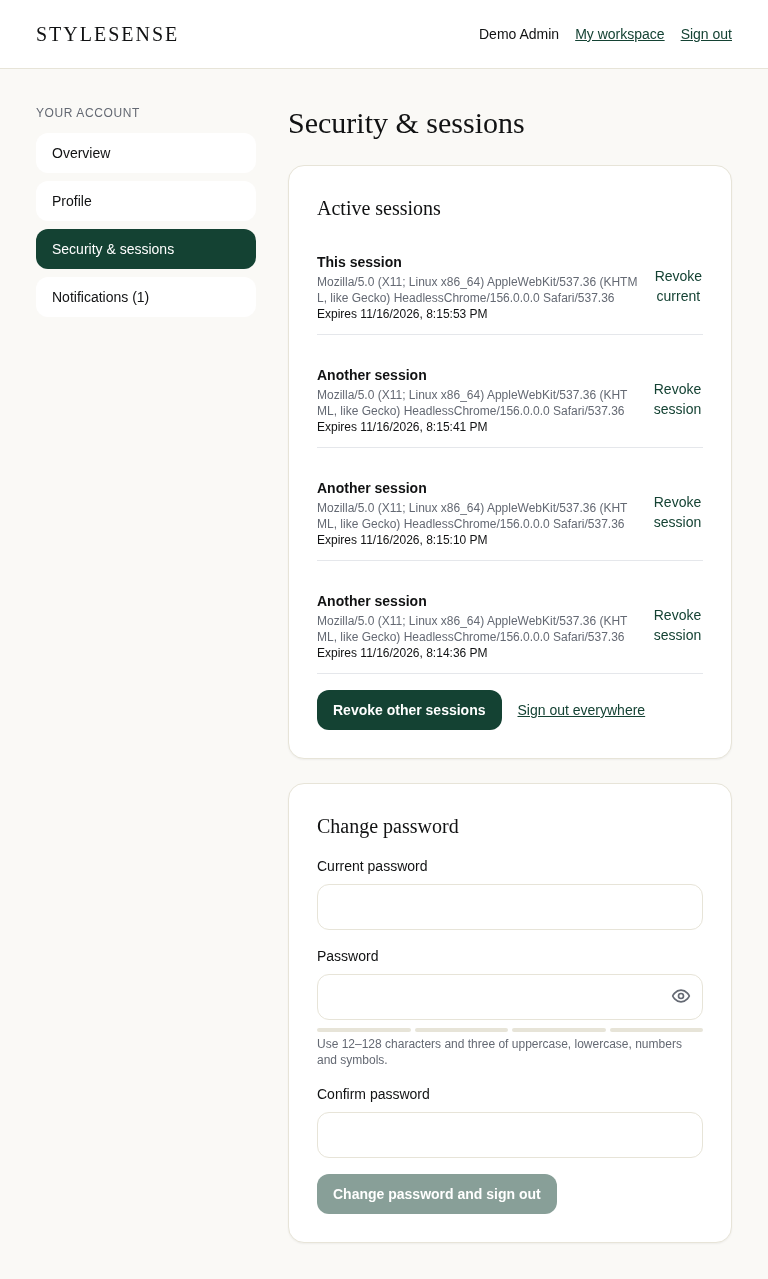 STYLESENSE
Demo Admin My workspace Sign out
YOUR ACCOUNT
Overview
Profile
Security & sessions
Notifications (1)
Security & sessions
Active sessions
This session
Mozilla/5.0 (X11; Linux x86_64) AppleWebKit/537.36 (KHTM
L, like Gecko) HeadlessChrome/156.0.0.0 Safari/537.36
Expires 11/16/2026, 8:15:53 PM
Revoke
current
Another session
Mozilla/5.0 (X11; Linux x86_64) AppleWebKit/537.36 (KHT
ML, like Gecko) HeadlessChrome/156.0.0.0 Safari/537.36
Expires 11/16/2026, 8:15:41 PM
Revoke
session
Another session
Mozilla/5.0 (X11; Linux x86_64) AppleWebKit/537.36 (KHT
ML, like Gecko) HeadlessChrome/156.0.0.0 Safari/537.36
Expires 11/16/2026, 8:15:10 PM
Revoke
session
Another session
Mozilla/5.0 (X11; Linux x86_64) AppleWebKit/537.36 (KHT
ML, like Gecko) HeadlessChrome/156.0.0.0 Safari/537.36
Expires 11/16/2026, 8:14:36 PM
Revoke
session
Revoke other sessions Sign out everywhere
Change password
Current password
Password
Use 12–128 characters and three of uppercase, lowercase, numbers
and symbols.
Confirm password
Change password and sign out